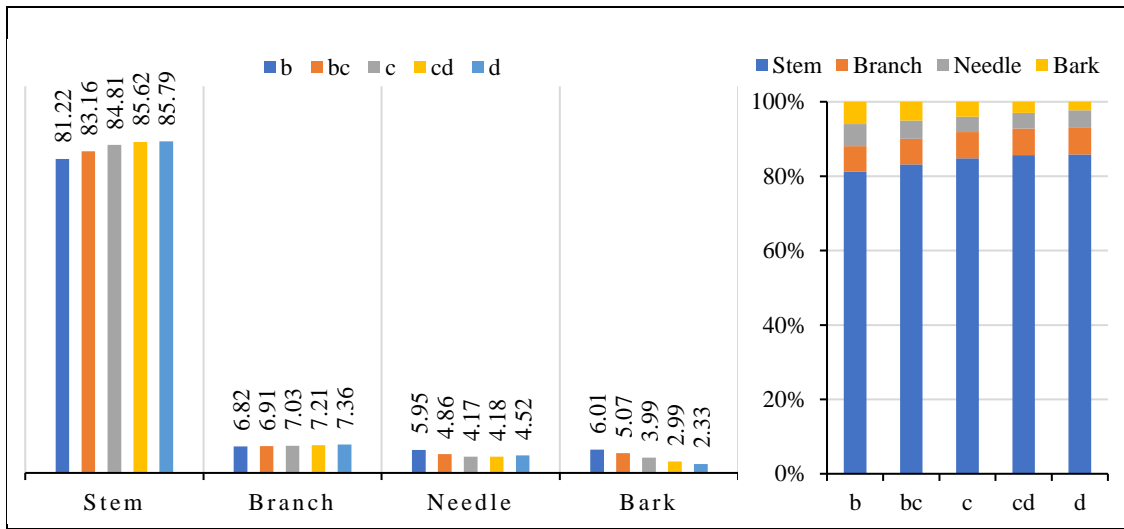 b bc c cd d
81.22 83.16 84.81 85.62 85.79
6.82 6.91 7.03 7.21 7.36
5.95 4.86 4.17 4.18 4.52
6.01 5.07 3.99 2.99 2.33
Stem Branch Needle Bark
Stem Branch Needle Bark
100%
80%
60%
40%
20%
0%
b bc c cd d